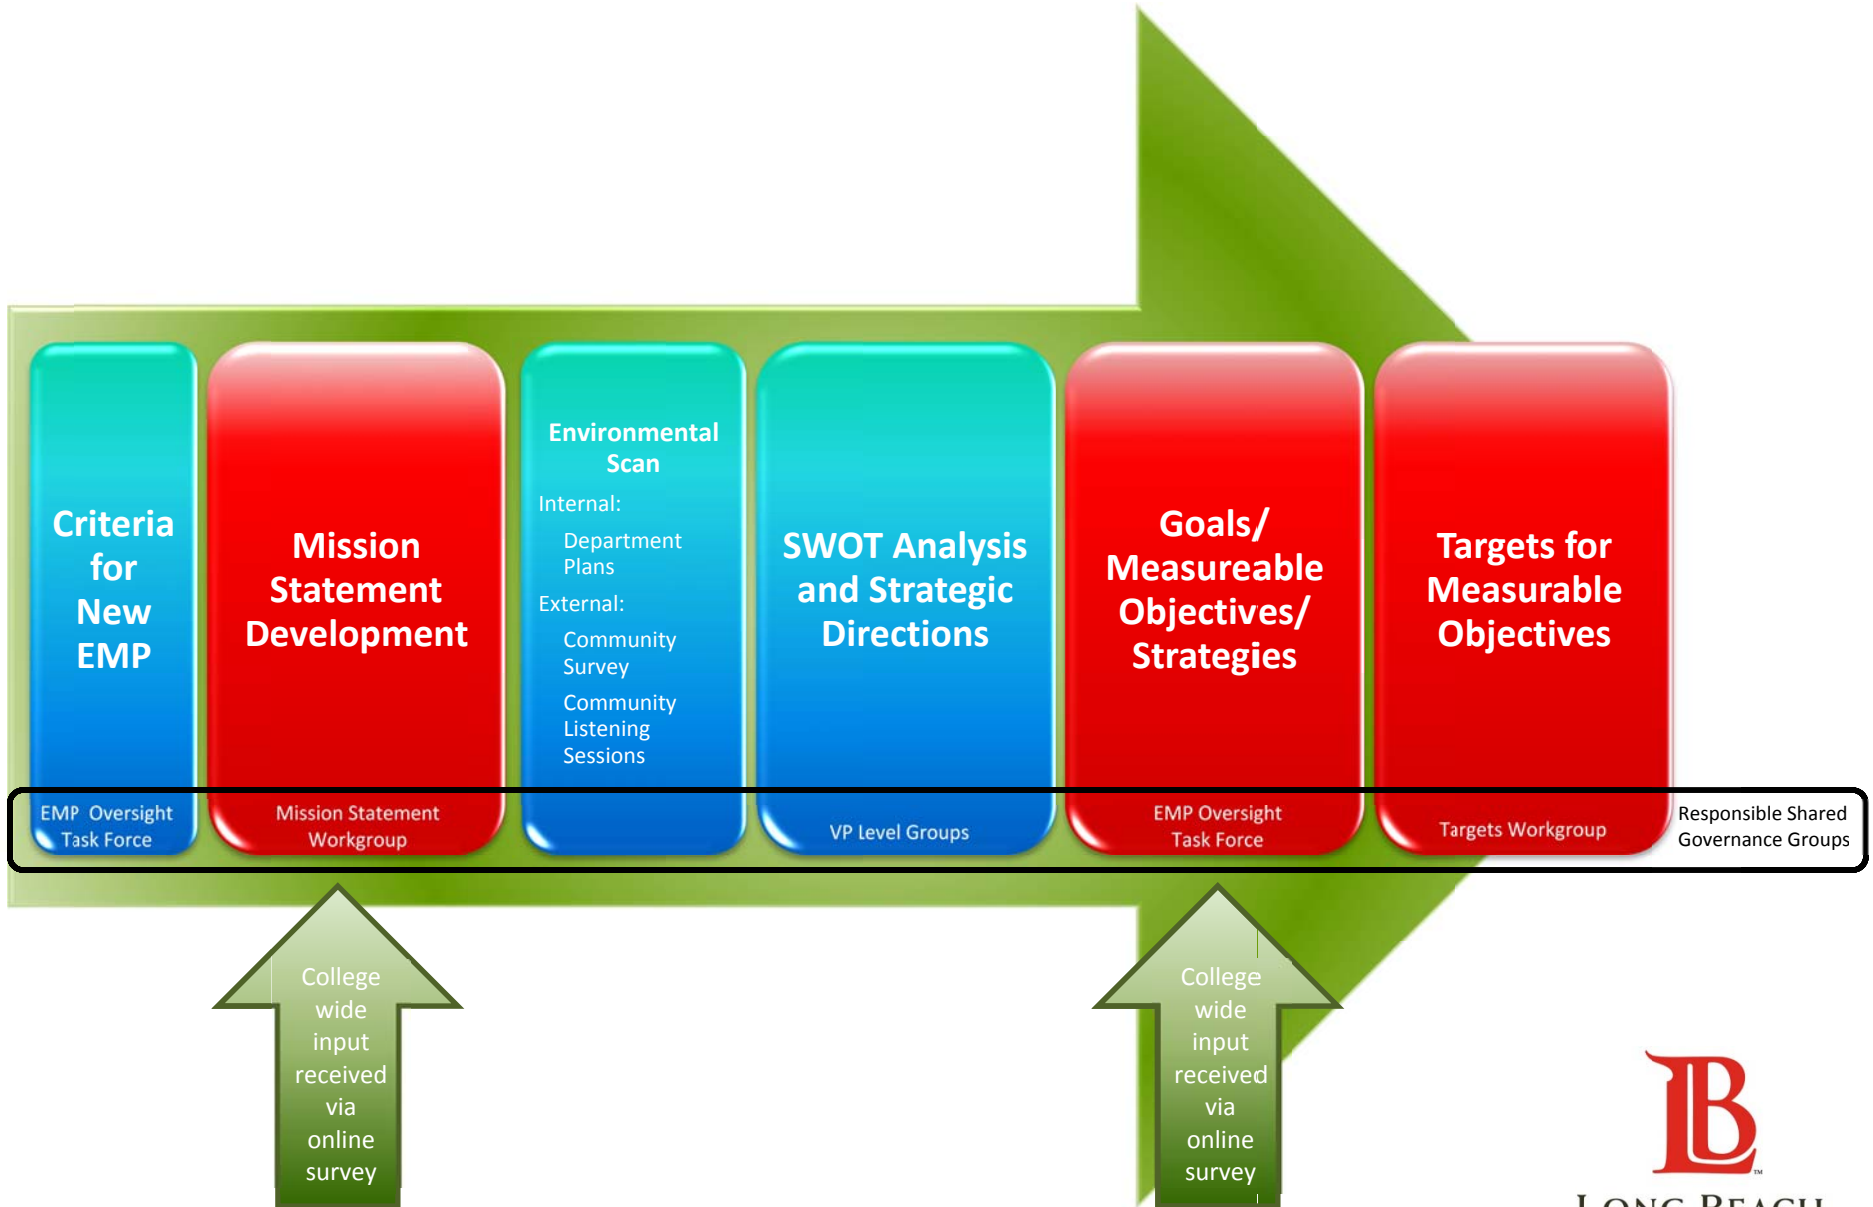 Criteria
for
New
EMP
EMP Oversight
Task Force
Mission
Statement
Development
Mission Statement
Workgroup
Environmental
Scan
Internal:
Department
Plans
External:
Community
Survey
Community
Listening
Sessions
SWOT Analysis
and Strategic
Directions
VP Level Groups
Goals/
Measureable
Objectives/
Strategies
EMP Oversight
Task Force
Targets for
Measurable
Objectives
Targets Workgroup
Responsible Shared
Governance Groups
College
wide
input
received
via
online
survey
College
wide
input
received
via
online
survey
LB™
LONG BEACH